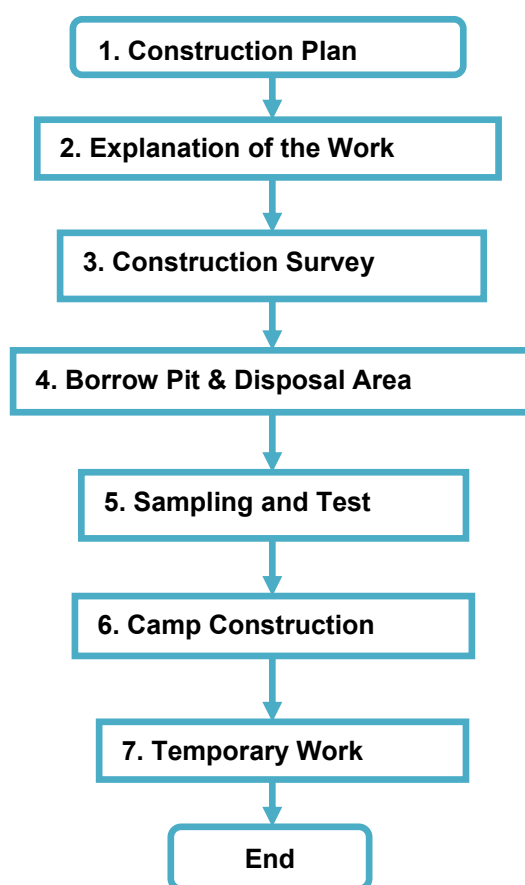 1. Construction Plan
2. Explanation of the Work
3. Construction Survey
4. Borrow Pit & Disposal Area
5. Sampling and Test
6. Camp Construction
7. Temporary Work
End